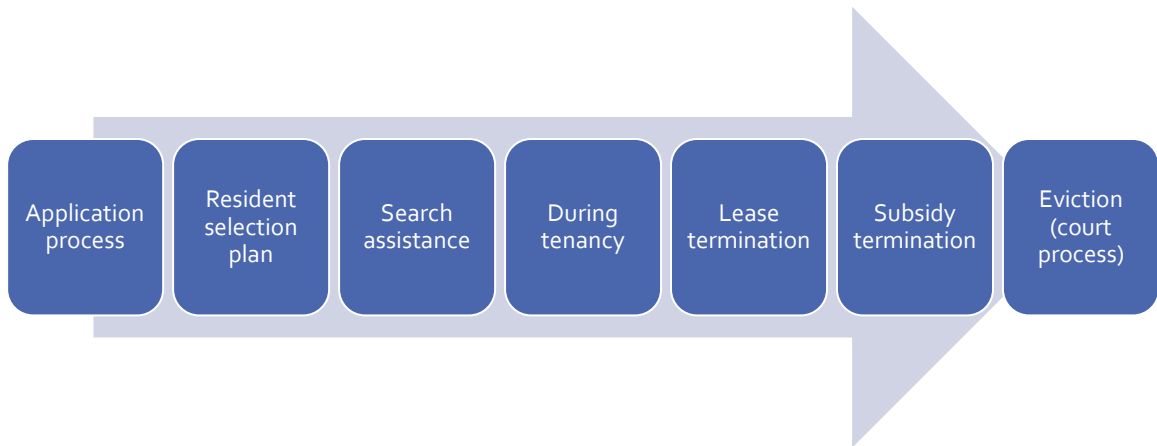 Application
process
Resident
selection
plan
Search
assistance
During
tenancy
Lease
termination
Subsidy
termination
Eviction
(court
process)